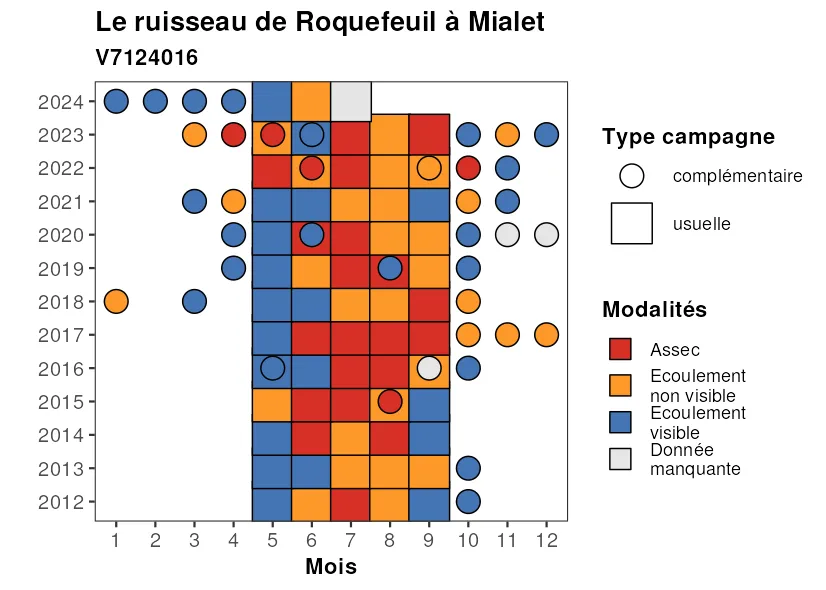 Le ruisseau de Roquefeuil à Mialet
V7124016
2024
2023
2022
2021
2020
2019
2018
2017
2016
2015
2014
2013
2012
1 2 3 4 5 6 7 8 9 10 11 12
Mois
Type campagne
complémentaire
usuelle
Modalités
Assec
Ecoulement
non visible
Ecoulement
visible
Donnée
manquante